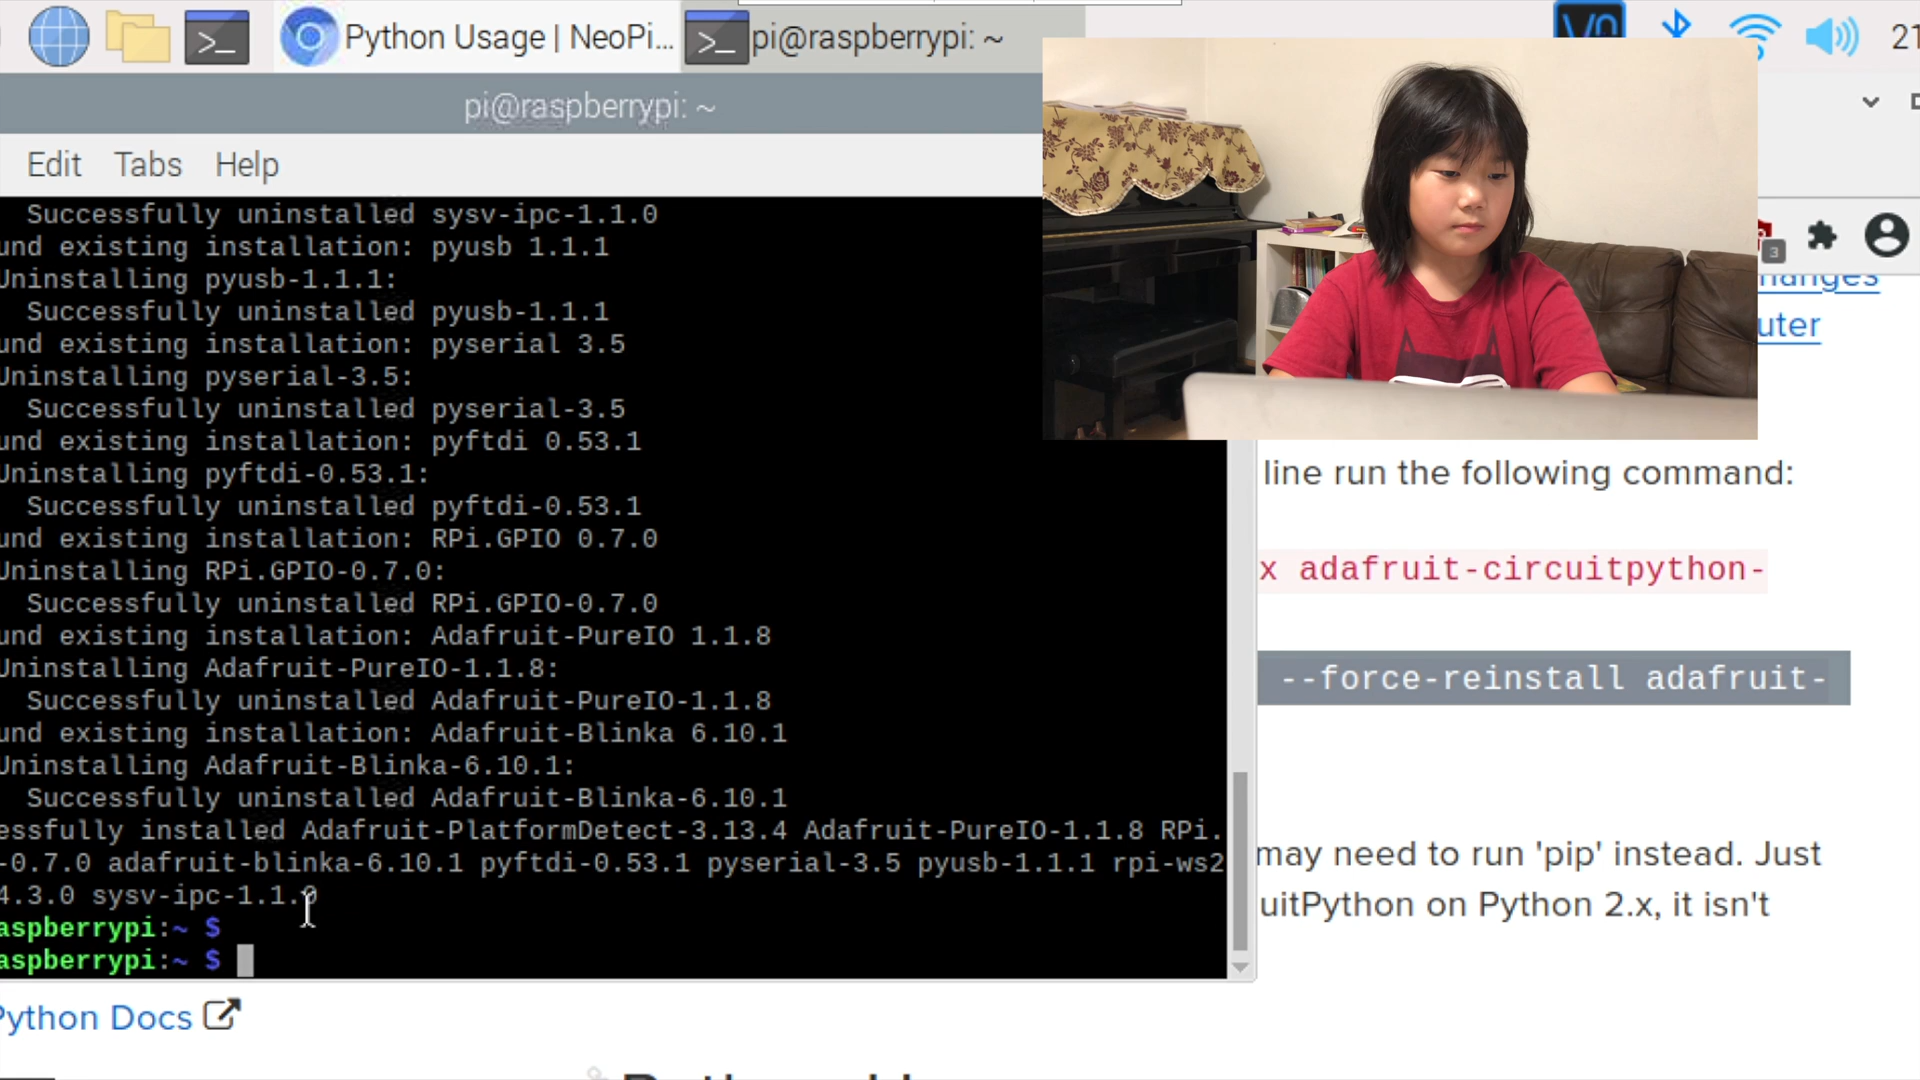 Python Usage | NeoPi...
pi@raspberrypi: ~
21
pi@raspberrypi: ~
Edit Tabs Help
Successfully uninstalled sysv-ipc-1.1.0
und existing installation: pyusb 1.1.1
Uninstalling pyusb-1.1.1:
Successfully uninstalled pyusb-1.1.1
und existing installation: pyserial 3.5
Uninstalling pyserial-3.5:
Successfully uninstalled pyserial-3.5
und existing installation: pyftdi 0.53.1
Uninstalling pyftdi-0.53.1:
Successfully uninstalled pyftdi-0.53.1
und existing installation: RPi.GPIO 0.7.0
Uninstalling RPi.GPIO-0.7.0:
Successfully uninstalled RPi.GPIO-0.7.0
und existing installation: Adafruit-PureIO 1.1.8
Uninstalling Adafruit-PureIO-1.1.8:
Successfully uninstalled Adafruit-PureIO-1.1.8
und existing installation: Adafruit-Blinka 6.10.1
Uninstalling Adafruit-Blinka-6.10.1:
Successfully uninstalled Adafruit-Blinka-6.10.1
essfully installed Adafruit-PlatformDetect-3.13.4 Adafruit-PureIO-1.1.8 RPi.
-0.7.0 adafruit-blinka-6.10.1 pyftdi-0.53.1 pyserial-3.5 pyusb-1.1.1 rpi-ws2
4.3.0 sysv-ipc-1.1.0
aspberrypi:~ $
aspberrypi:~ $
3
hanges
uter
line run the following command:
x adafruit-circuitpython-
--force-reinstall adafruit-
may need to run 'pip' instead. Just
uitPython on Python 2.x, it isn't
Python Docs